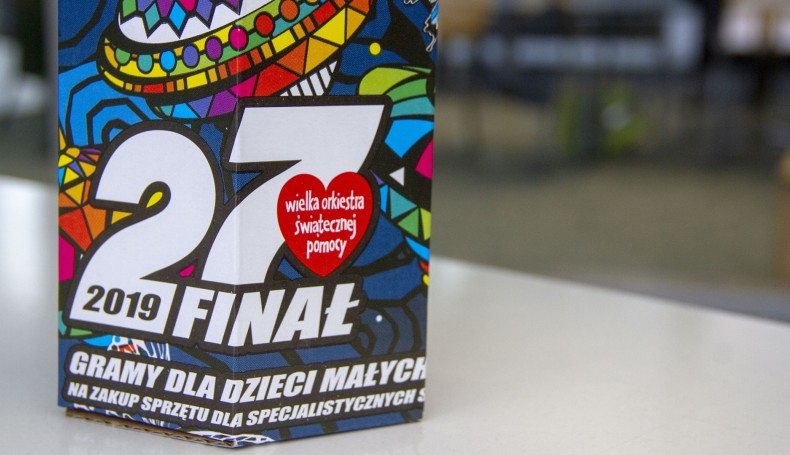 27
wielka orkiestra
świątecznej
pomocy
2019 FINAŁ
GRAMY DLA DZIECI MAŁYCH
NA ZAKUP SPRZĘTU DLA SPECJALISTYCZNYCH